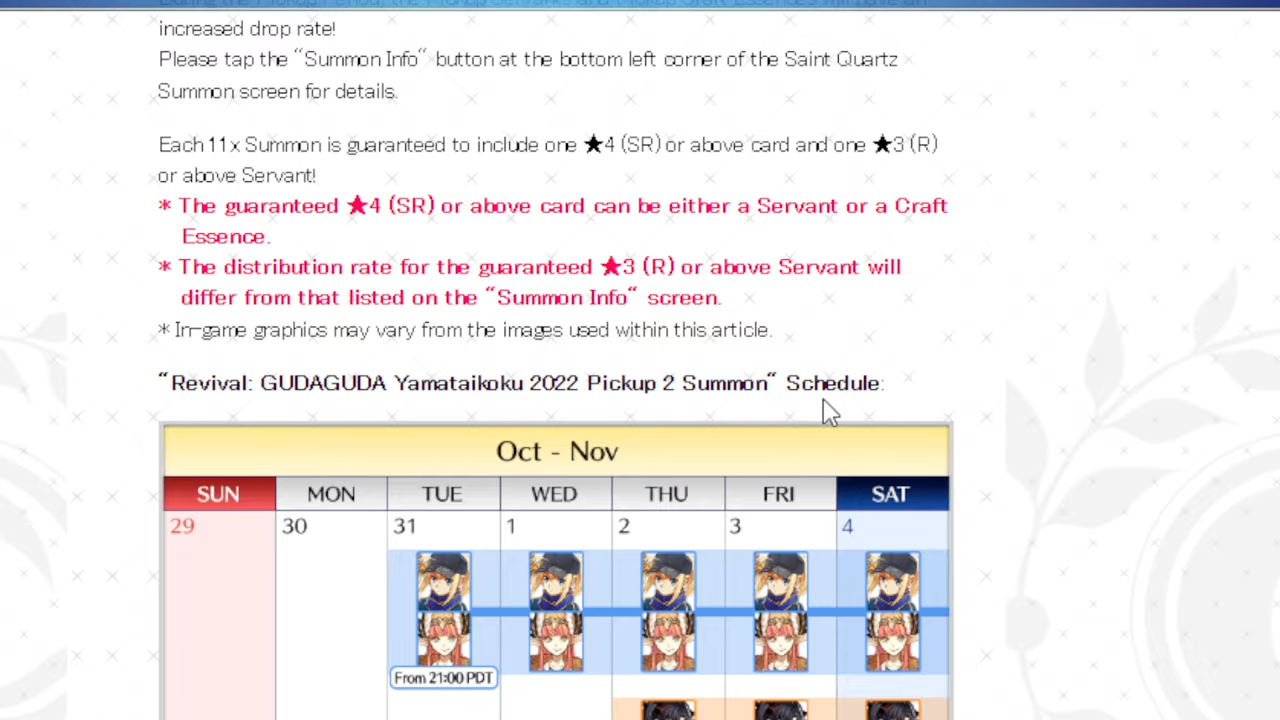 increased drop rate!
Please tap the "Summon Info" button at the bottom left corner of the Saint Quartz
Summon screen for details.
Each 11x Summon is guaranteed to include one ★4 (SR) or above card and one ★3 (R)
or above Servant!
* The guaranteed ★4 (SR) or above card can be either a Servant or a Craft
Essence.
* The distribution rate for the guaranteed ★3 (R) or above Servant will
differ from that listed on the "Summon Info" screen.
* In-game graphics may vary from the images used within this article.
"Revival: GUDAGUDA Yamataikoku 2022 Pickup 2 Summon" Schedule:
Oct - Nov
SUN MON TUE WED THU FRI SAT
29 30 31 1 2 3 4
From 21:00 PDT